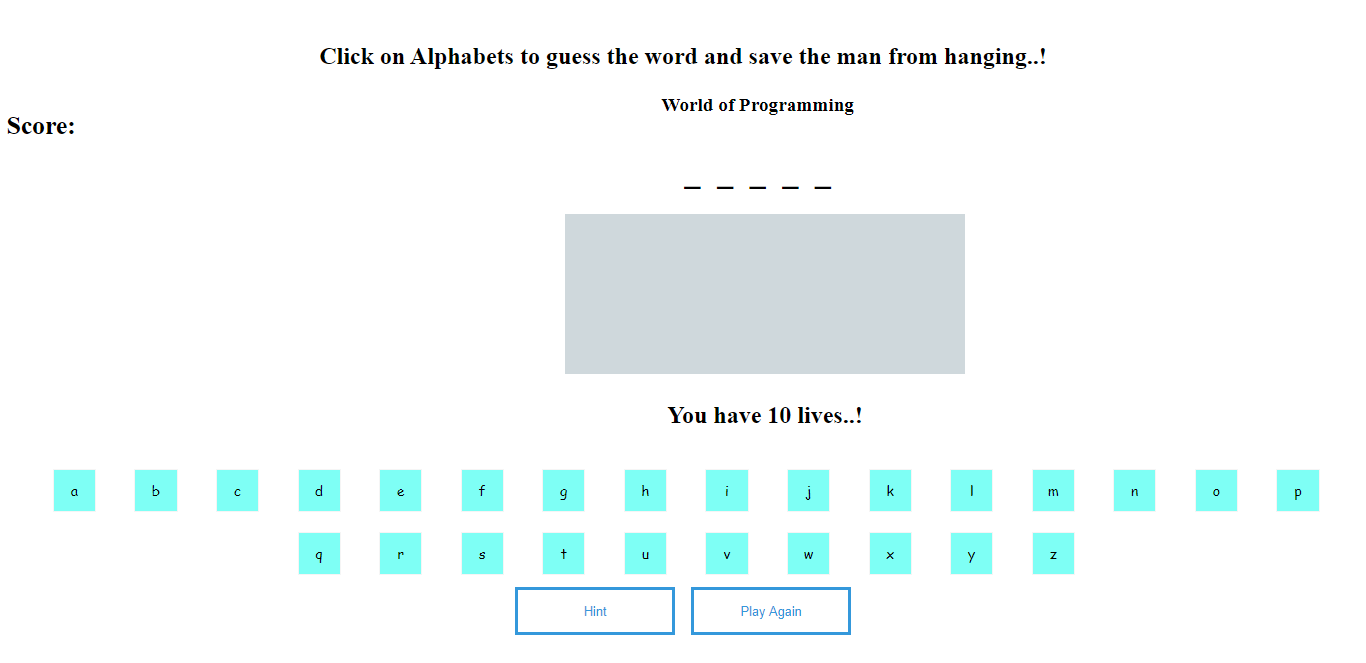 Click on Alphabets to guess the word and save the man from hanging..!
World of Programming
Score:
_ _ _ _ _
You have 10 lives..!
a b c d e f g h i j k l m n o p
q r s t u v w x y z
Hint Play Again